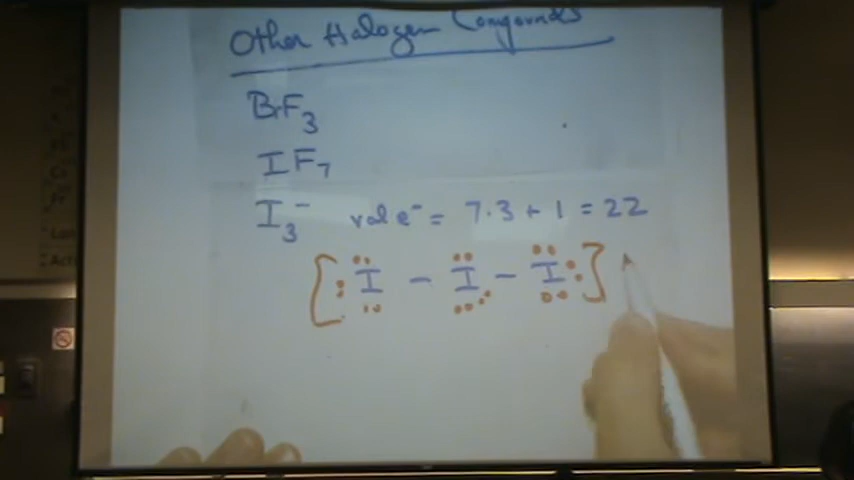 Other Halogen Compounds
BrF3
IF7
I3- val e- = 7·3 + 1 = 22
[:I - I - I:]